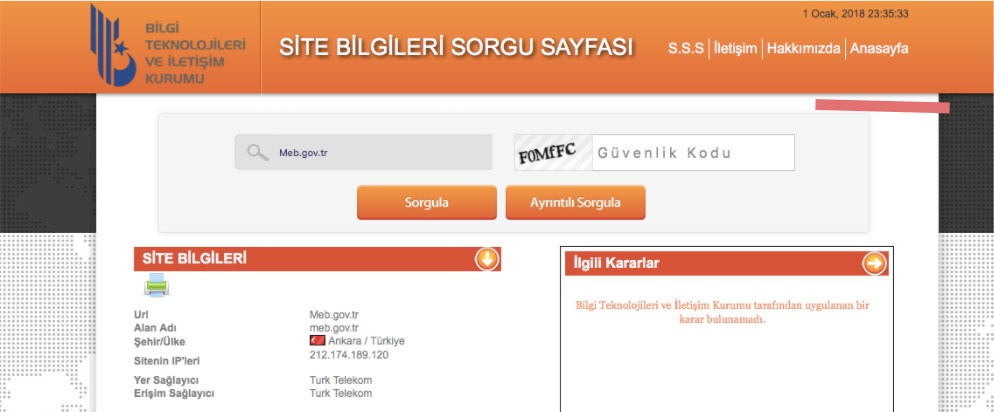 1 Ocak, 2018 23:35:33
BİLGİ
TEKNOLOJİLERİ
VE İLETİŞİM
KURUMU
SİTE BİLGİLERİ SORGU SAYFASI
S.S.S İletişim Hakkımızda Anasayfa
Meb.gov.tr
F0MfFC
Güvenlik Kodu
Sorgula Ayrıntılı Sorgula
SİTE BİLGİLERİ
Url Meb.gov.tr
Alan Adı meb.gov.tr
Şehir/Ülke Ankara / Türkiye
Sitenin IP'leri 212.174.189.120
Yer Sağlayıcı Turk Telekom
Erişim Sağlayıcı Turk Telekom
İlgili Kararlar
Bilgi Teknolojileri ve İletişim Kurumu tarafından uygulanan bir
karar bulunamadı.